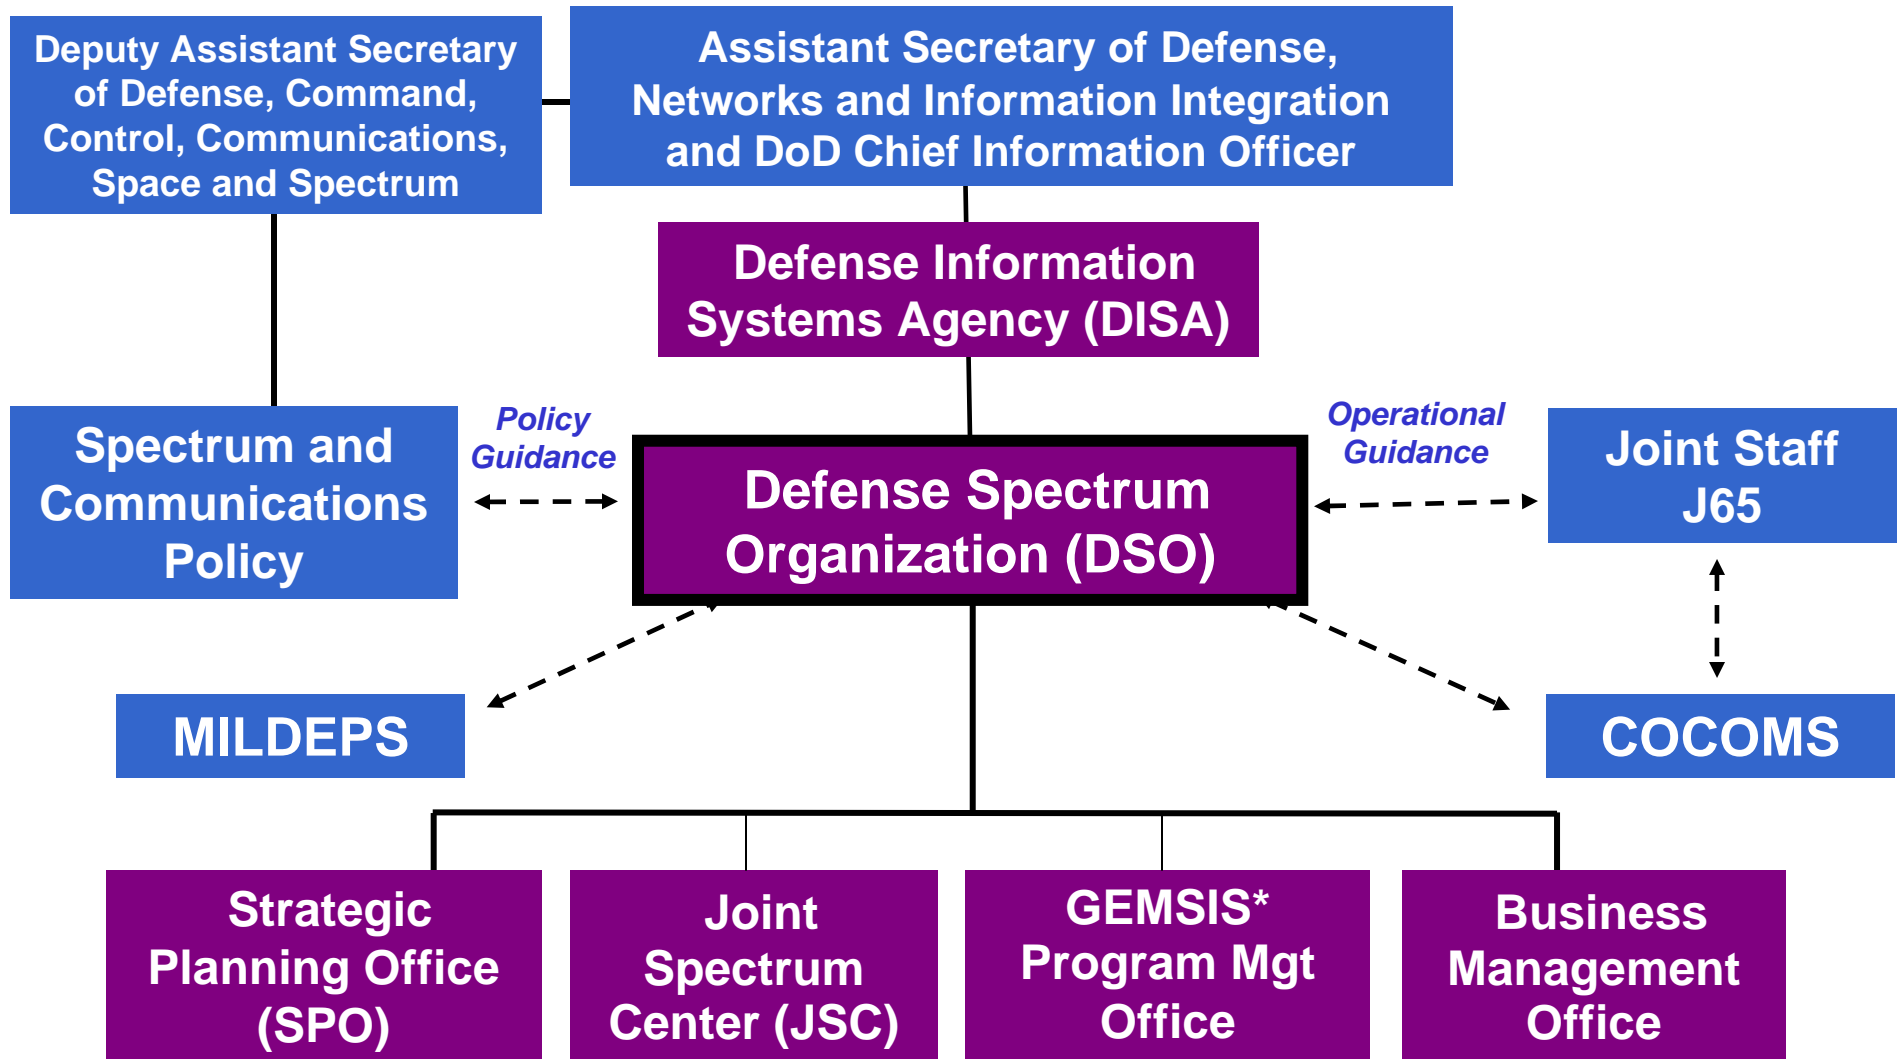 Deputy Assistant Secretary
of Defense, Command,
Control, Communications,
Space and Spectrum
Assistant Secretary of Defense,
Networks and Information Integration
and DoD Chief Information Officer
Defense Information
Systems Agency (DISA)
Spectrum and
Communications
Policy
Policy
Guidance
Defense Spectrum
Organization (DSO)
Operational
Guidance
Joint Staff
J65
MILDEPS
COCOMS
Strategic
Planning Office
(SPO)
Joint
Spectrum
Center (JSC)
GEMSIS*
Program Mgt
Office
Business
Management
Office